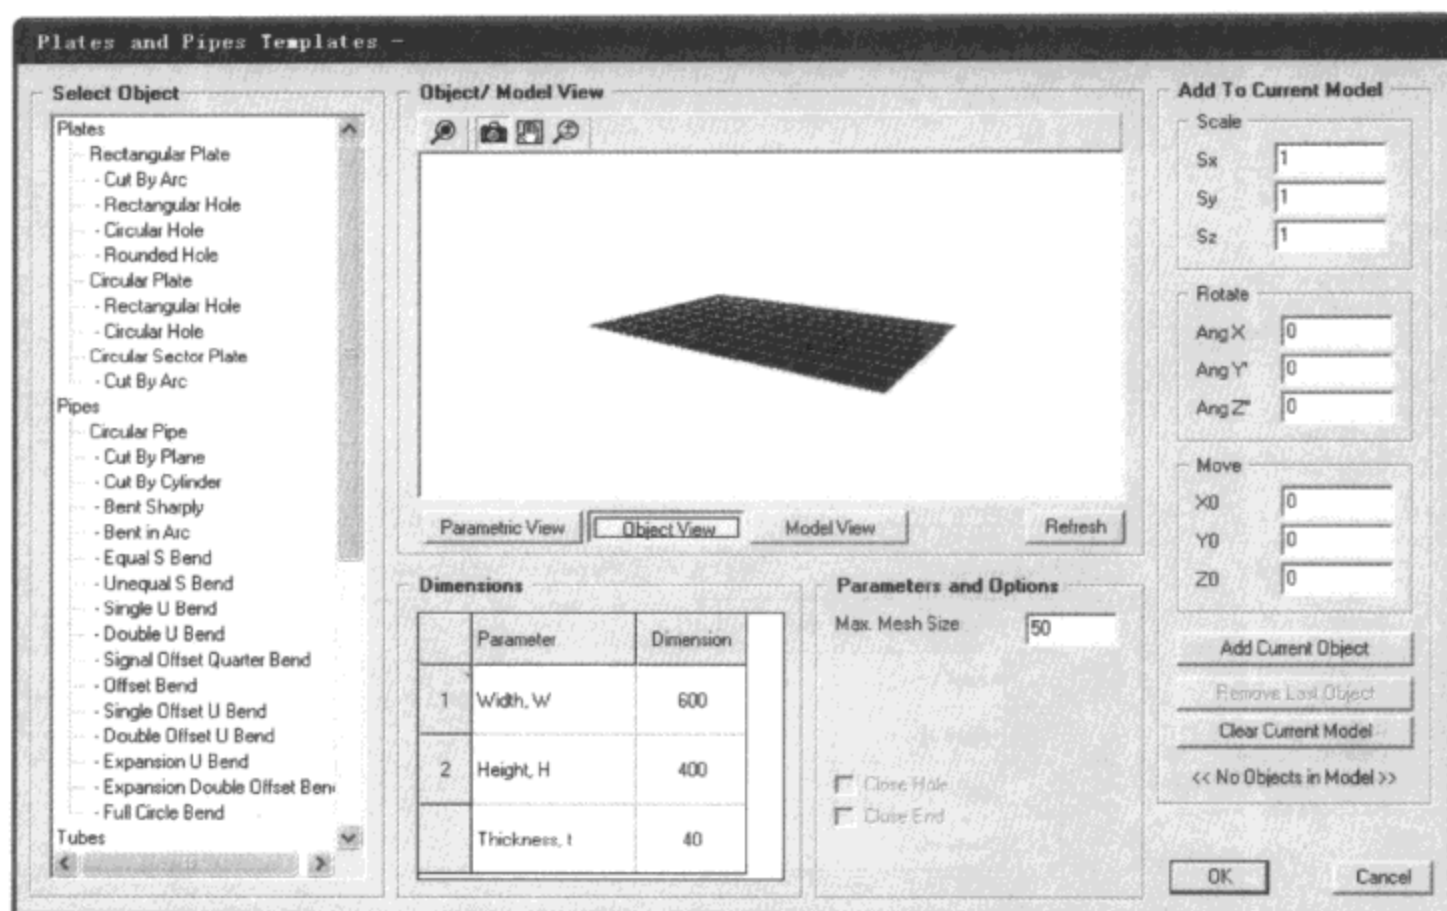 Plates and Pipes Templates -
Select Object
Plates
Rectangular Plate
- Cut By Arc
- Rectangular Hole
- Circular Hole
- Rounded Hole
Circular Plate
- Rectangular Hole
- Circular Hole
Circular Sector Plate
- Cut By Arc
Pipes
Circular Pipe
- Cut By Plane
- Cut By Cylinder
- Bent Sharply
- Bent in Arc
- Equal S Bend
- Unequal S Bend
- Single U Bend
- Double U Bend
- Signal Offset Quarter Bend
- Offset Bend
- Single Offset U Bend
- Double Offset U Bend
- Expansion U Bend
- Expansion Double Offset Ben
- Full Circle Bend
Tubes
Object/ Model View
Parametric View Object View Model View Refresh
Dimensions
Parameter Dimension
1 Width, W 600
2 Height, H 400
Thickness, t 40
Parameters and Options
Max. Mesh Size 50
Close Hole
Close End
Add To Current Model
Scale
Sx 1
Sy 1
Sz 1
Rotate
Ang X 0
Ang Y' 0
Ang Z" 0
Move
X0 0
Y0 0
Z0 0
Add Current Object
Remove Last Object
Clear Current Model
<< No Objects in Model >>
OK Cancel